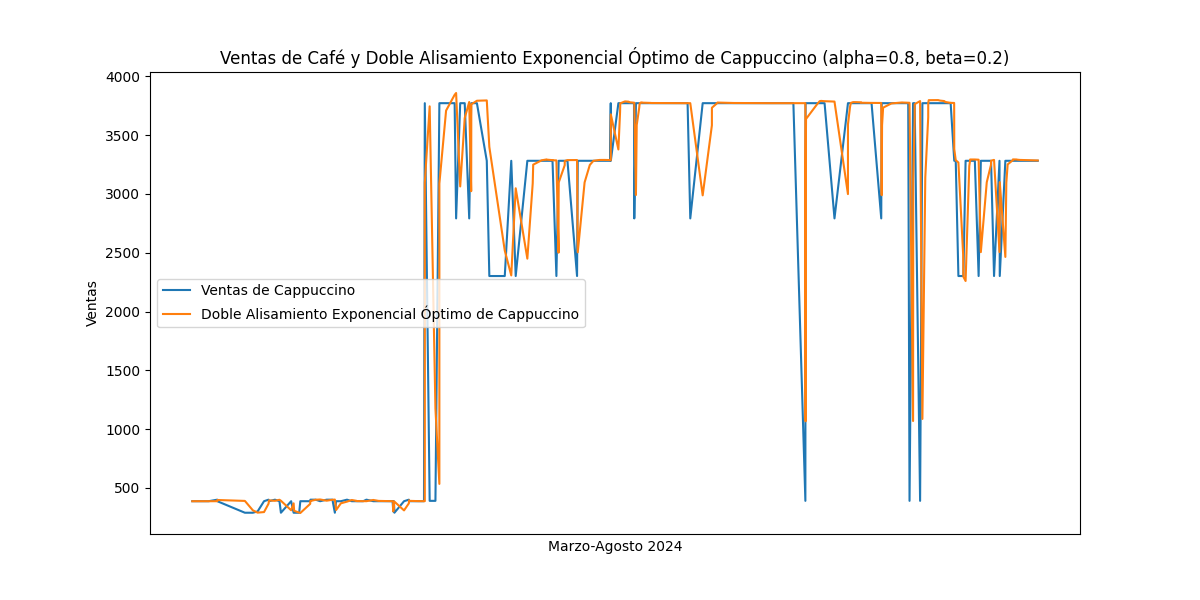 Ventas de Café y Doble Alisamiento Exponencial Óptimo de Cappuccino (alpha=0.8, beta=0.2)
4000
3500
3000
2500
2000
1500
1000
500
Ventas
Ventas de Cappuccino
Doble Alisamiento Exponencial Óptimo de Cappuccino
Marzo-Agosto 2024